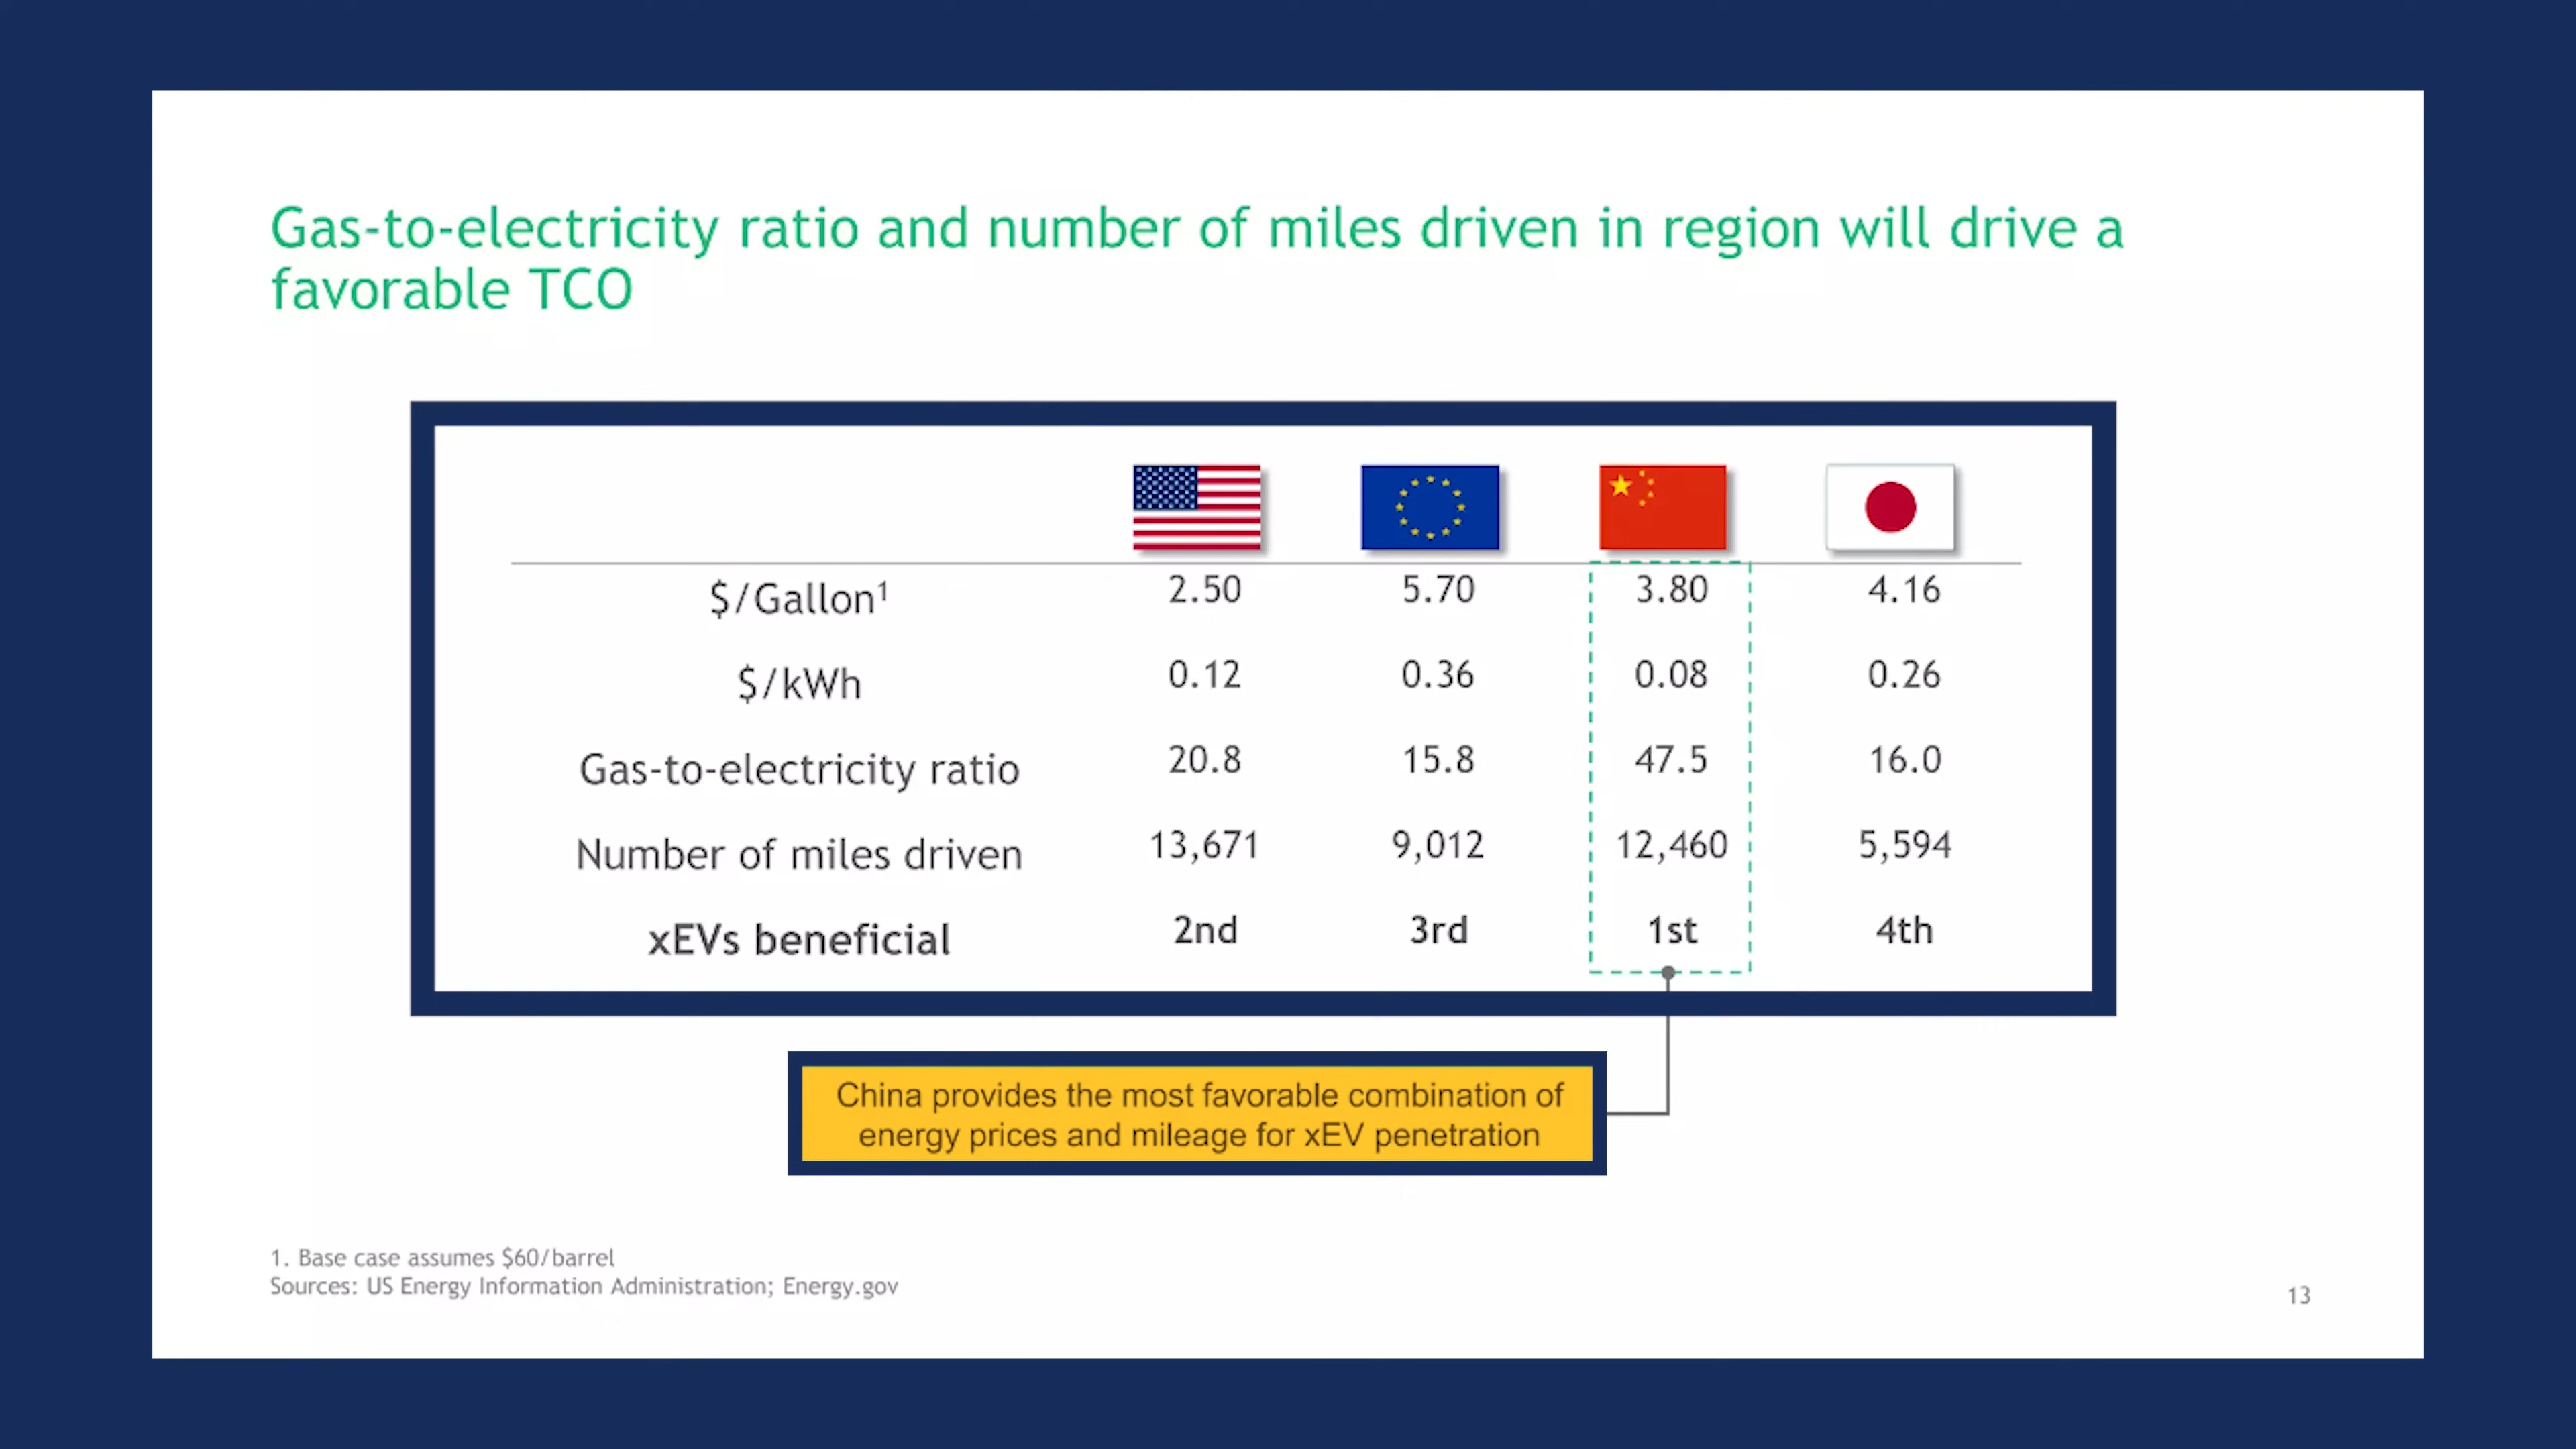 Gas-to-electricity ratio and number of miles driven in region will drive a
favorable TCO
$/Gallon¹ 2.50 5.70 3.80 4.16
$/kWh 0.12 0.36 0.08 0.26
Gas-to-electricity ratio 20.8 15.8 47.5 16.0
Number of miles driven 13,671 9,012 12,460 5,594
xEVs beneficial 2nd 3rd 1st 4th
China provides the most favorable combination of
energy prices and mileage for xEV penetration
1. Base case assumes $60/barrel
Sources: US Energy Information Administration; Energy.gov
13